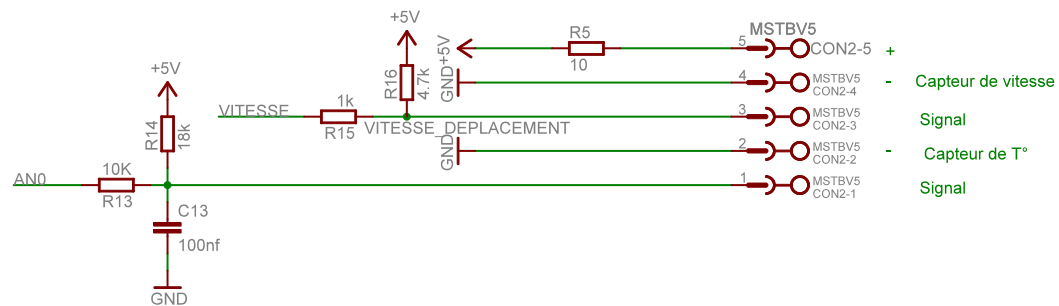 +5V
R5
10
+5V
5
MSTBV5
CON2-5
+
R16
4.7k
GND
4
MSTBV5
CON2-4
-
Capteur de vitesse
+5V
VITESSE
1k
R15
VITESSE_DEPLACEMENT
3
MSTBV5
CON2-3
Signal
R14
18k
GND
2
MSTBV5
CON2-2
-
Capteur de T°
AN0
10K
R13
1
MSTBV5
CON2-1
Signal
C13
100nf
GND